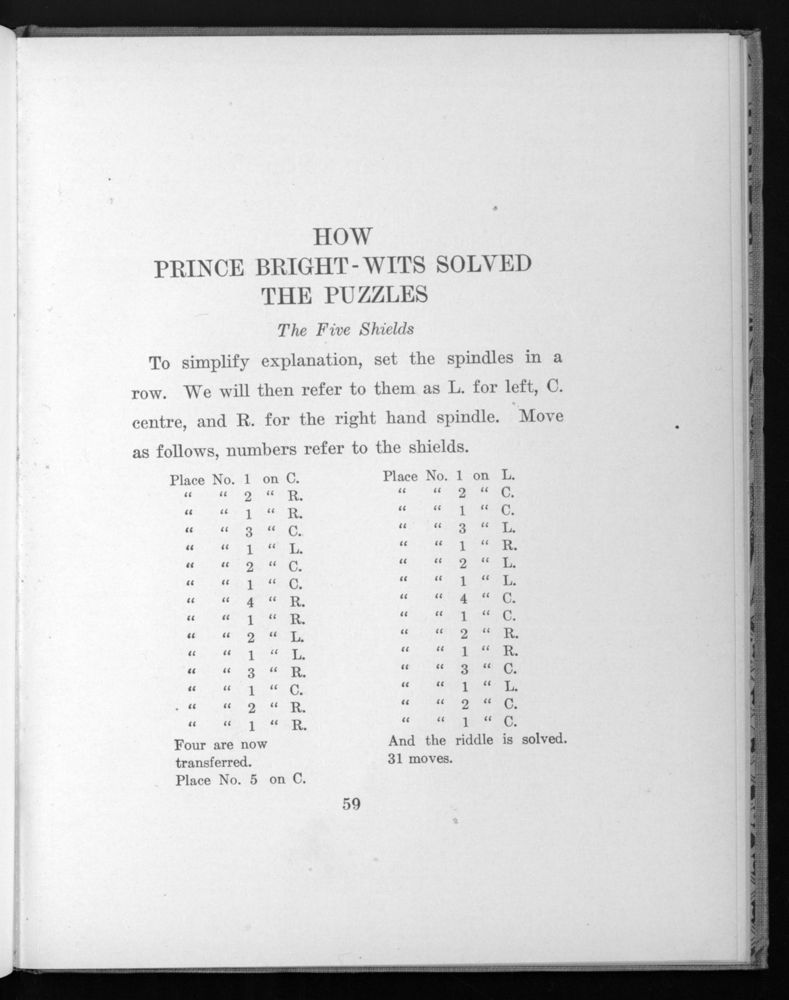 HOW
PRINCE BRIGHT-WITS SOLVED
THE PUZZLES
The Five Shields
To simplify explanation, set the spindles in a
row. We will then refer to them as L. for left, C.
centre, and R. for the right hand spindle. Move
as follows, numbers refer to the shields.
Place No. 1 on C.
“ “ 2 “ R.
“ “ 1 “ R.
“ “ 3 “ C.
“ “ 1 “ L.
“ “ 2 “ C.
“ “ 1 “ C.
“ “ 4 “ R.
“ “ 1 “ R.
“ “ 2 “ L.
“ “ 1 “ L.
“ “ 3 “ R.
“ “ 1 “ C.
“ “ 2 “ R.
“ “ 1 “ R.
Four are now
transferred.
Place No. 5 on C.
Place No. 1 on L.
“ “ 2 “ C.
“ “ 1 “ C.
“ “ 3 “ L.
“ “ 1 “ R.
“ “ 2 “ L.
“ “ 1 “ L.
“ “ 4 “ C.
“ “ 1 “ C.
“ “ 2 “ R.
“ “ 1 “ R.
“ “ 3 “ C.
“ “ 1 “ L.
“ “ 2 “ C.
“ “ 1 “ C.
And the riddle is solved.
31 moves.
59